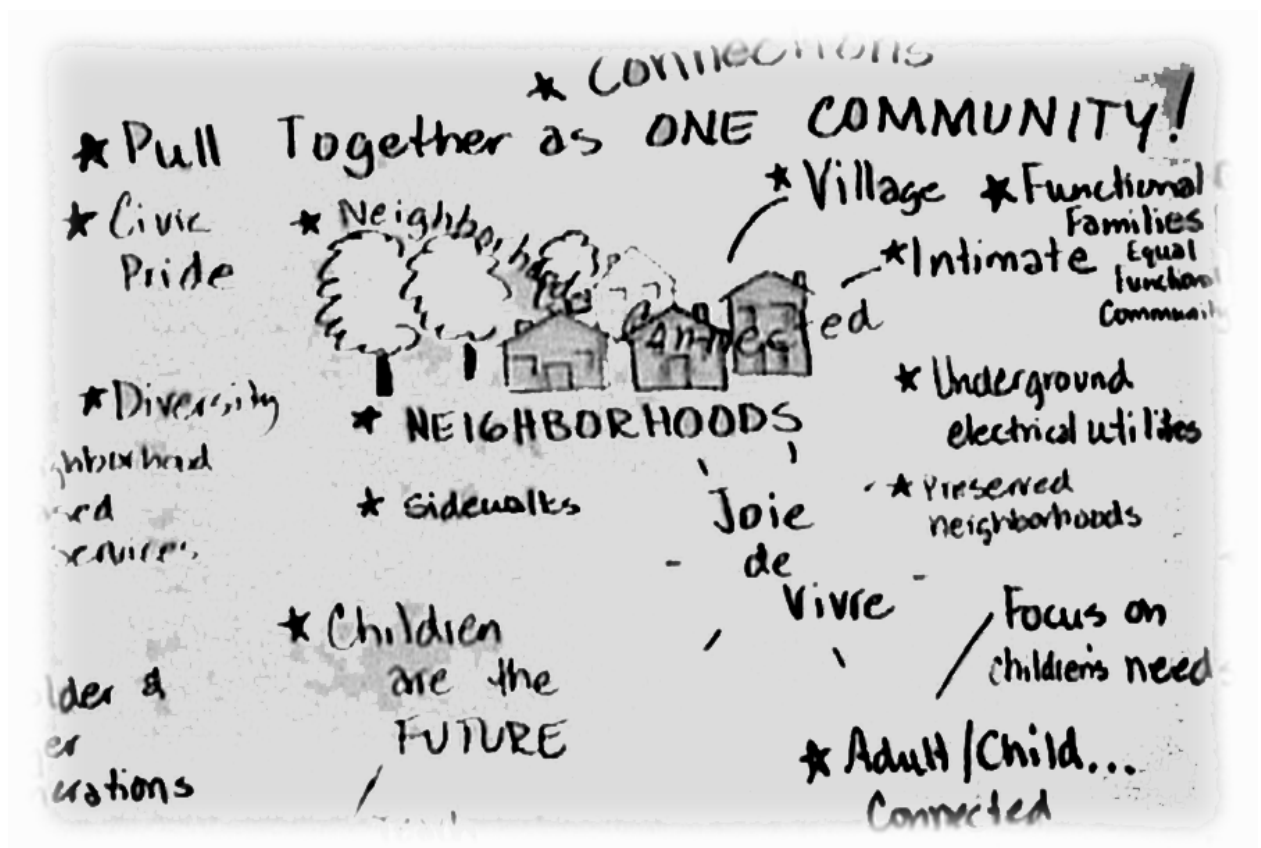 ★ Connections
★ Pull Together as ONE COMMUNITY!
★ Civic
Pride
★ Neighborhoods
Connected
★ Village
★ Functional
Families
Equal
functional
Community
★ Intimate
★ Diversity
★ NEIGHBORHOODS
★ Underground
electrical utilites
services
★ Sidewalks
Joie
de
Vivre
★ Preserved
neighborhoods
★ Children
are the
FUTURE
Focus on
children's need
★ Adult/Child...
Connected